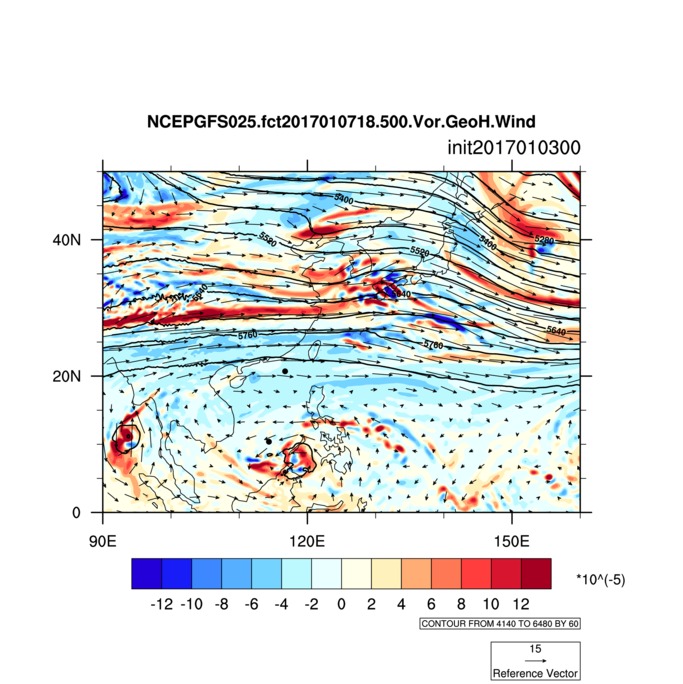 NCEPGFS025.fct2017010718.500.Vor.GeoH.Wind
init2017010300
5400
5520
5520
5400
5280
40N
5640
5640
5760
5760
5640
20N
0
90E 120E 150E
-12 -10 -8 -6 -4 -2 0 2 4 6 8 10 12
*10^(-5)
CONTOUR FROM 4140 TO 6480 BY 60
15
Reference Vector